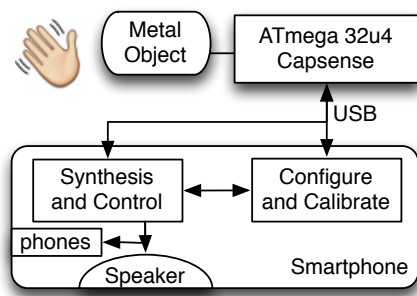 Metal
Object
ATmega 32u4
Capsense
USB
Synthesis
and Control
Configure
and Calibrate
phones
Speaker
Smartphone